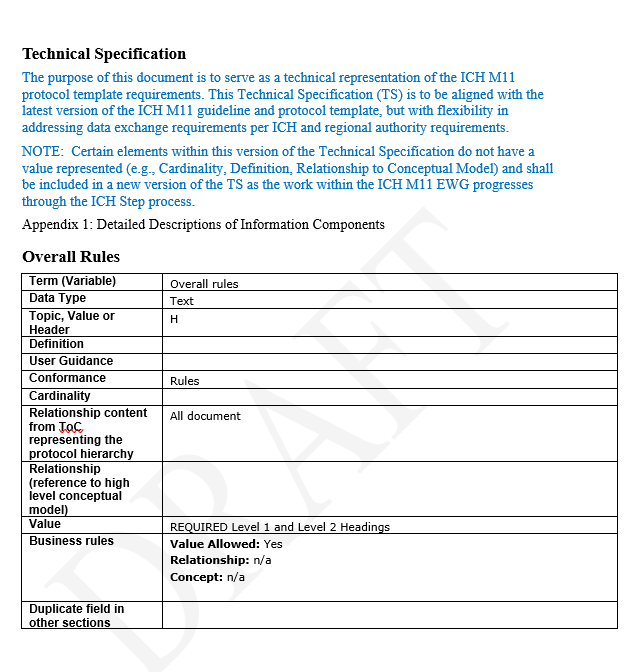 Technical Specification
The purpose of this document is to serve as a technical representation of the ICH M11
protocol template requirements. This Technical Specification (TS) is to be aligned with the
latest version of the ICH M11 guideline and protocol template, but with flexibility in
addressing data exchange requirements per ICH and regional authority requirements.
NOTE:  Certain elements within this version of the Technical Specification do not have a
value represented (e.g., Cardinality, Definition, Relationship to Conceptual Model) and shall
be included in a new version of the TS as the work within the ICH M11 EWG progresses
through the ICH Step process.
Appendix 1: Detailed Descriptions of Information Components
Overall Rules
Term (Variable)
Overall rules
Data Type
Text
Topic, Value or
Header
H
Definition
User Guidance
Conformance
Rules
Cardinality
Relationship content
from ToC
representing the
protocol hierarchy
All document
Relationship
(reference to high
level conceptual
model)
Value
REQUIRED Level 1 and Level 2 Headings
Business rules
Value Allowed: Yes
Relationship: n/a
Concept: n/a
Duplicate field in
other sections
DRAFT